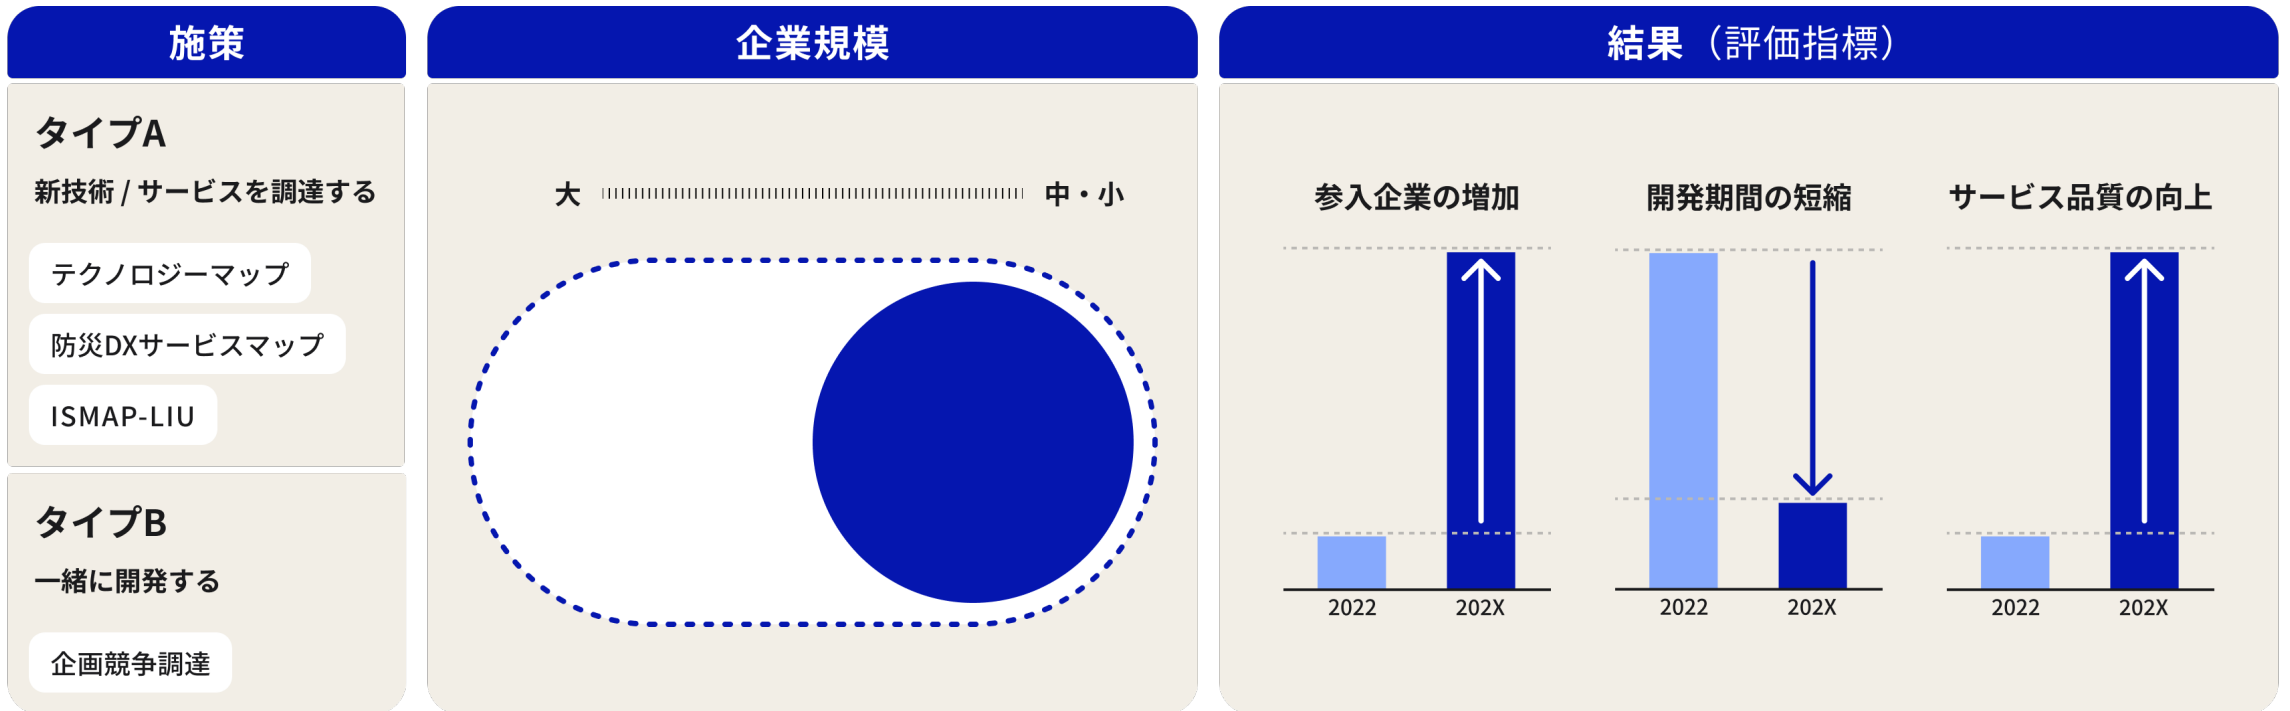 施策
タイプA
新技術 / サービスを調達する
テクノロジーマップ
防災DXサービスマップ
ISMAP-LIU
タイプB
一緒に開発する
企画競争調達
企業規模
大
中・小
結果（評価指標）
参入企業の増加
2022
202X
開発期間の短縮
2022
202X
サービス品質の向上
2022
202X